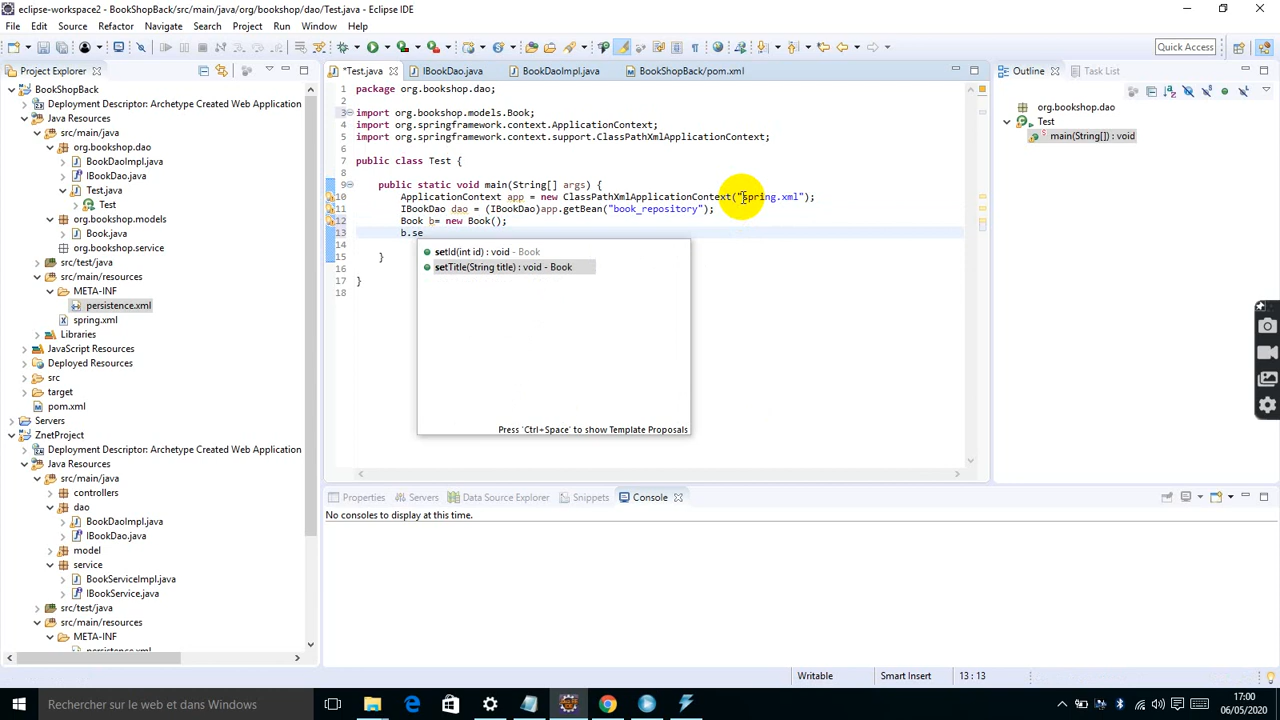 eclipse-workspace2 - BookShopBack/src/main/java/org/bookshop/dao/Test.java - Eclipse IDE
File Edit Source Refactor Navigate Search Project Run Window Help
Quick Access
Project Explorer
BookShopBack
Deployment Descriptor: Archetype Created Web Application
Java Resources
src/main/java
org.bookshop.dao
BookDaoImpl.java
IBookDao.java
Test.java
Test
org.bookshop.models
Book.java
org.bookshop.service
src/test/java
src/main/resources
META-INF
persistence.xml
spring.xml
Libraries
JavaScript Resources
Deployed Resources
src
target
pom.xml
Servers
ZnetProject
Deployment Descriptor: Archetype Created Web Application
Java Resources
src/main/java
controllers
dao
BookDaoImpl.java
IBookDao.java
model
service
BookServiceImpl.java
IBookService.java
src/test/java
src/main/resources
META-INF
persistence.xml
*Test.java IBookDao.java BookDaoImpl.java BookShopBack/pom.xml
1 package org.bookshop.dao;
2
3 import org.bookshop.models.Book;
4 import org.springframework.context.ApplicationContext;
5 import org.springframework.context.support.ClassPathXmlApplicationContext;
6
7 public class Test {
8
9 public static void main(String[] args) {
10 ApplicationContext app = new ClassPathXmlApplicationContext("spring.xml");
11 IBookDao dao = (IBookDao)app.getBean("book_repository");
12 Book b= new Book();
13 b.se
14
15 }
16
17 }
18
setId(int id) : void - Book
setTitle(String title) : void - Book
Press 'Ctrl+Space' to show Template Proposals
Outline Task List
org.bookshop.dao
Test
main(String[]) : void
Properties Servers Data Source Explorer Snippets Console
No consoles to display at this time.
Writable Smart Insert 13 : 13
Rechercher sur le web et dans Windows
17:00
06/05/2020